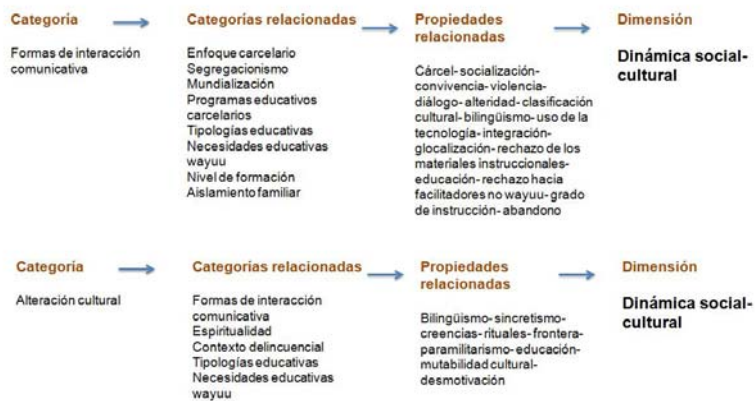 Categoría
Categorías relacionadas
Propiedades
relacionadas
Dimensión
Formas de interacción
comunicativa
Enfoque carcelario
Segregacionismo
Mundialización
Programas educativos
carcelarios
Tipologías educativas
Necesidades educativas
wayuu
Nivel de formación
Aislamiento familiar
Cárcel- socialización-
convivencia- violencia-
diálogo- alteridad- clasificación
cultural- bilingüismo- uso de la
tecnología- integración-
glocalización- rechazo de los
materiales instruccionales-
educación- rechazo hacia
facilitadores no wayuu- grado
de instrucción- abandono
Dinámica social-
cultural
Categoría
Categorías relacionadas
Propiedades
relacionadas
Dimensión
Alteración cultural
Formas de interacción
comunicativa
Espiritualidad
Contexto delincuencial
Tipologías educativas
Necesidades educativas
wayuu
Bilingüismo- sincretismo-
creencias- rituales- frontera-
paramilitarismo- educación-
mutabilidad cultural-
desmotivación
Dinámica social-
cultural